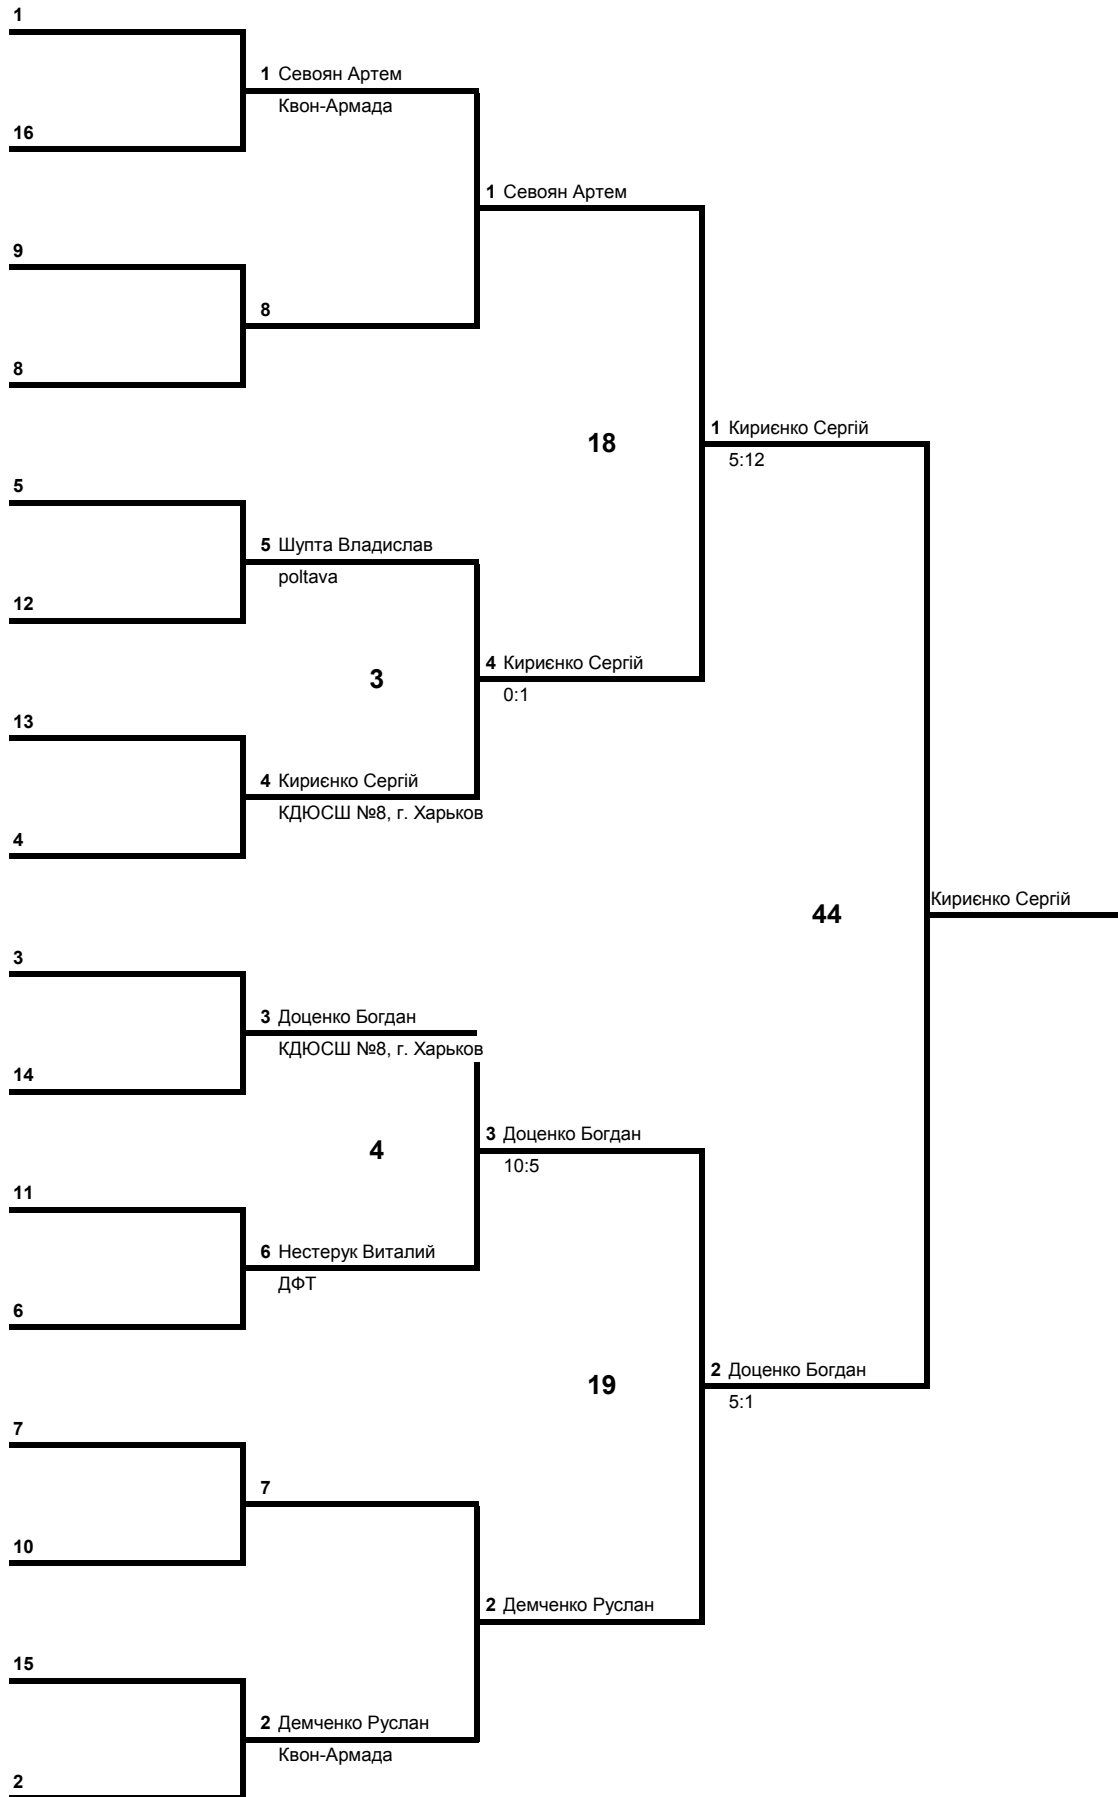 1
1 Севоян Артем
Квон-Армада
16
1 Севоян Артем
9
8
8
18
1 Кириєнко Сергій
5:12
5
5 Шупта Владислав
poltava
12
3
4 Кириєнко Сергій
0:1
13
4 Кириєнко Сергій
КДЮСШ №8, г. Харьков
4
44
Кириєнко Сергій
3
3 Доценко Богдан
КДЮСШ №8, г. Харьков
14
4
3 Доценко Богдан
10:5
11
6 Нестерук Виталий
ДФТ
6
19
2 Доценко Богдан
5:1
7
7
10
2 Демченко Руслан
15
2 Демченко Руслан
Квон-Армада
2